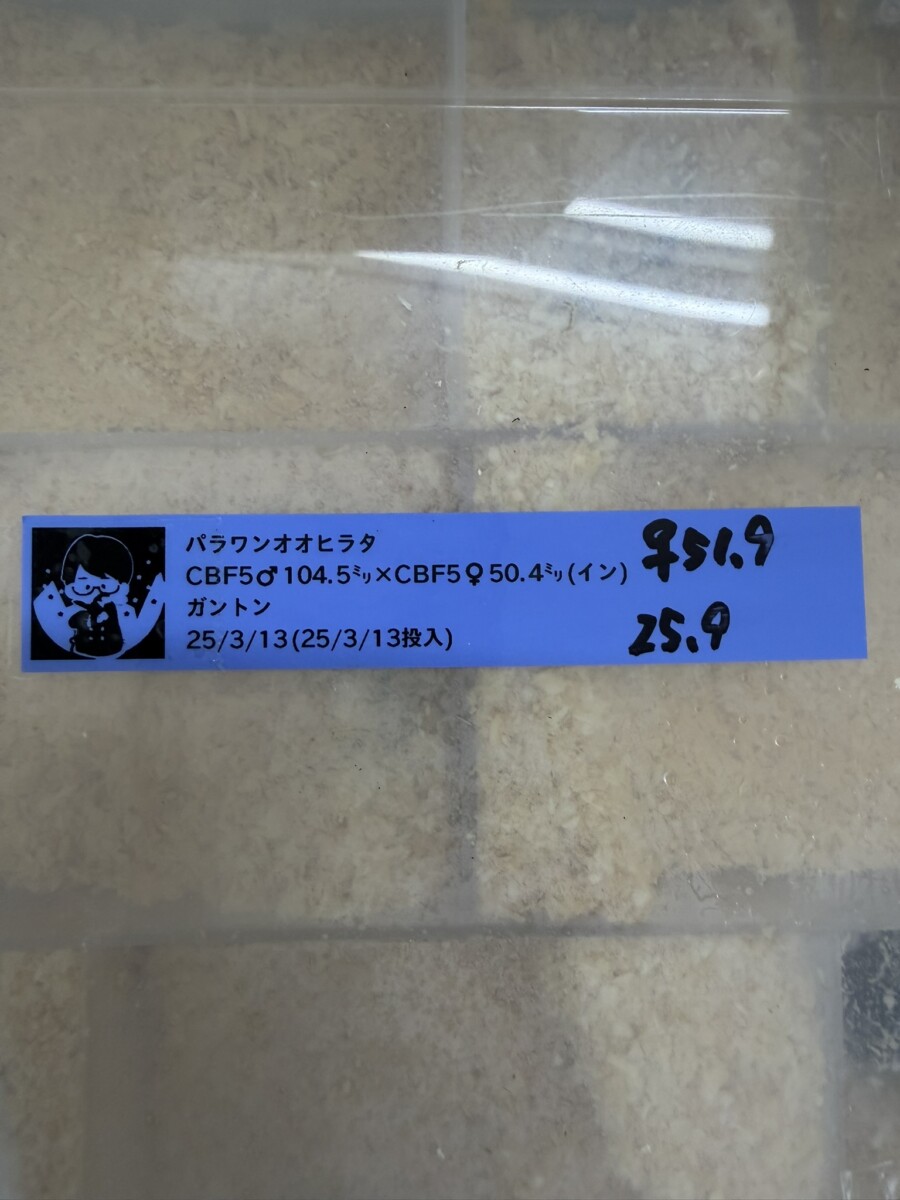 パラワンオオヒラタ
CBF5♂104.5㍉×CBF5♀50.4㍉(イン)
ガントン
25/3/13(25/3/13投入)
♀51.9
25.9